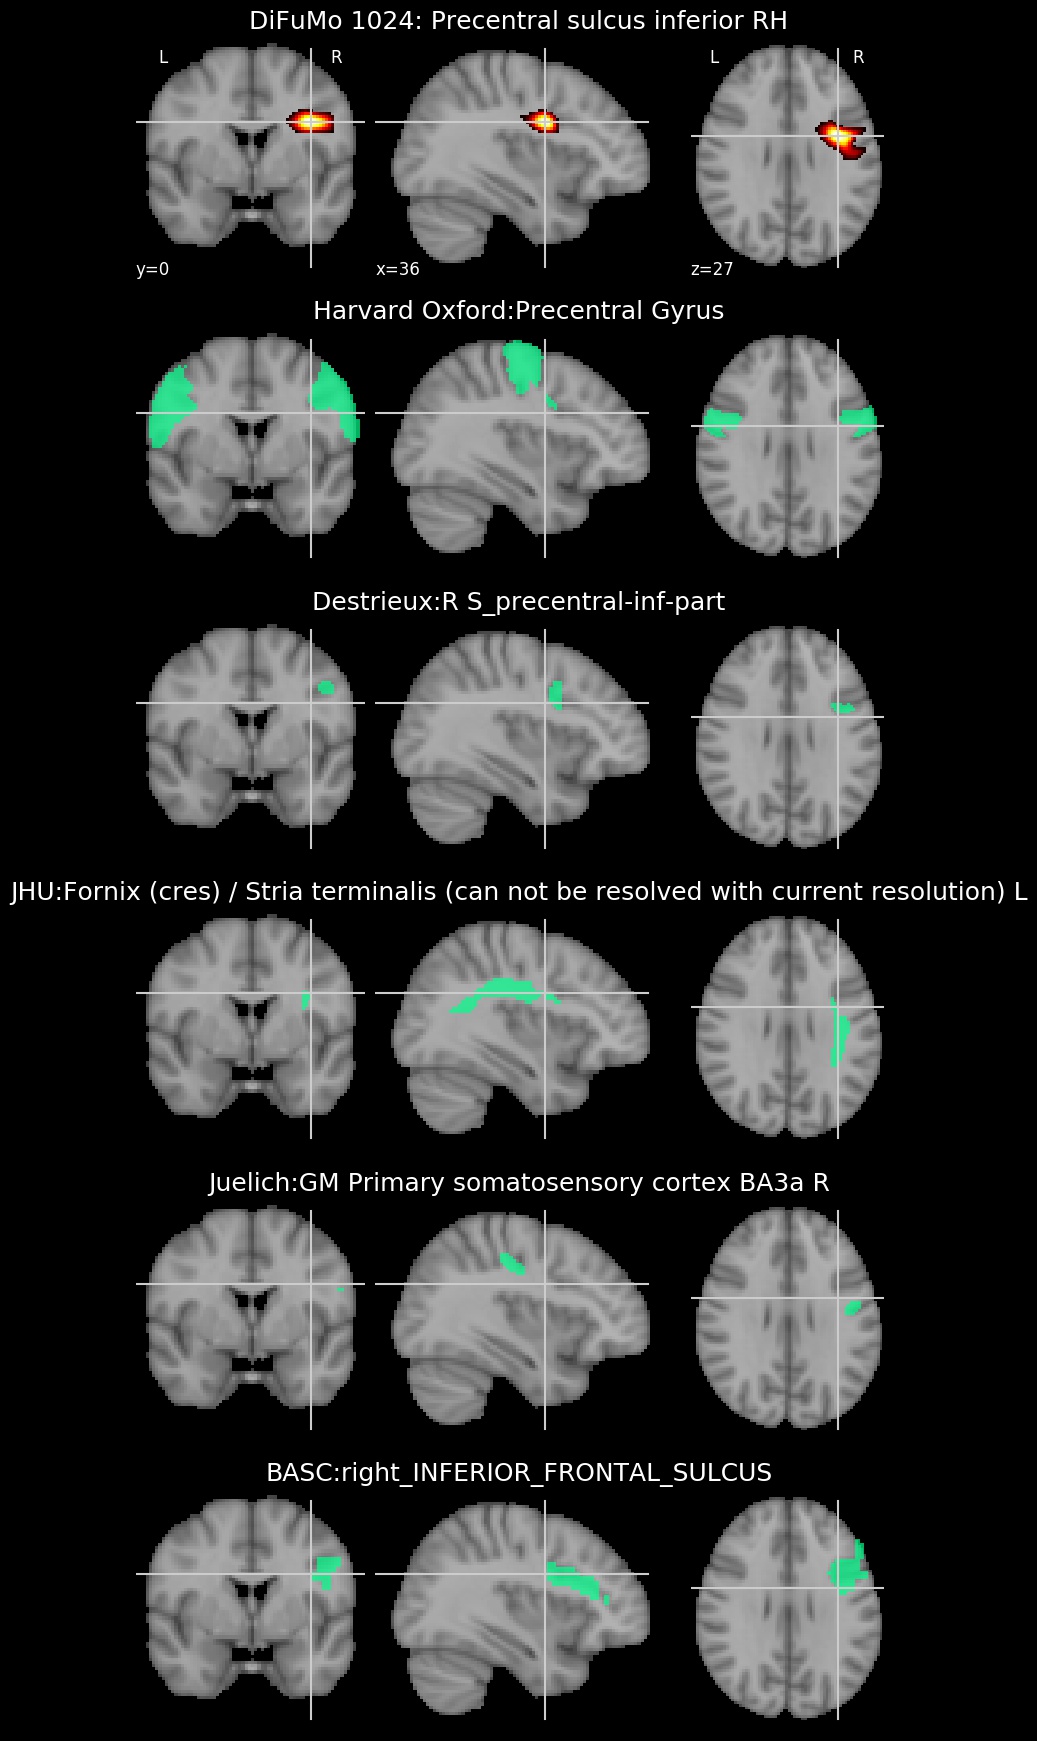 DiFuMo 1024: Precentral sulcus inferior RH
L R L R
y=0 x=36 z=27
Harvard Oxford:Precentral Gyrus
Destrieux:R S_precentral-inf-part
JHU:Fornix (cres) / Stria terminalis (can not be resolved with current resolution) L
Juelich:GM Primary somatosensory cortex BA3a R
BASC:right_INFERIOR_FRONTAL_SULCUS